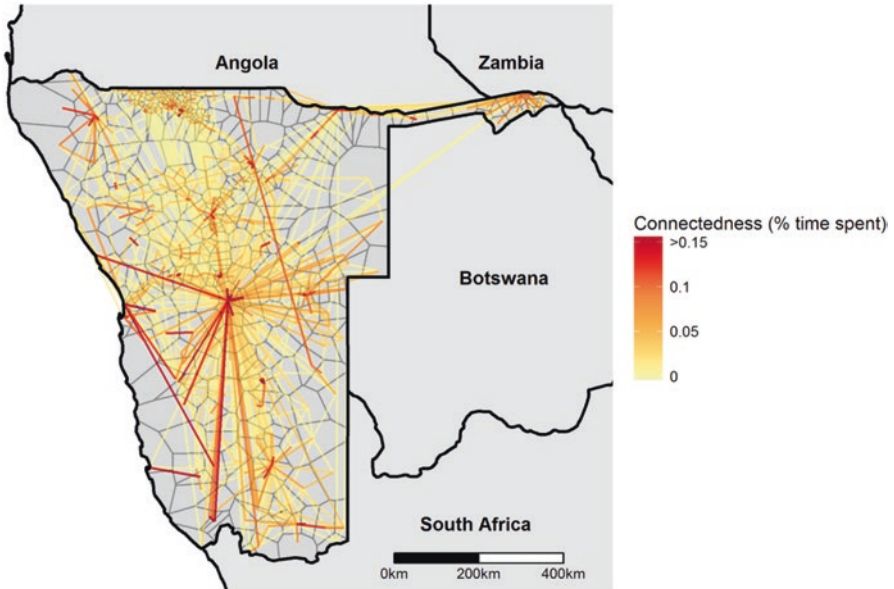 Angola
Zambia
Connectedness (% time spent)
>0.15
0.1
0.05
0
Botswana
South Africa
0km 200km 400km